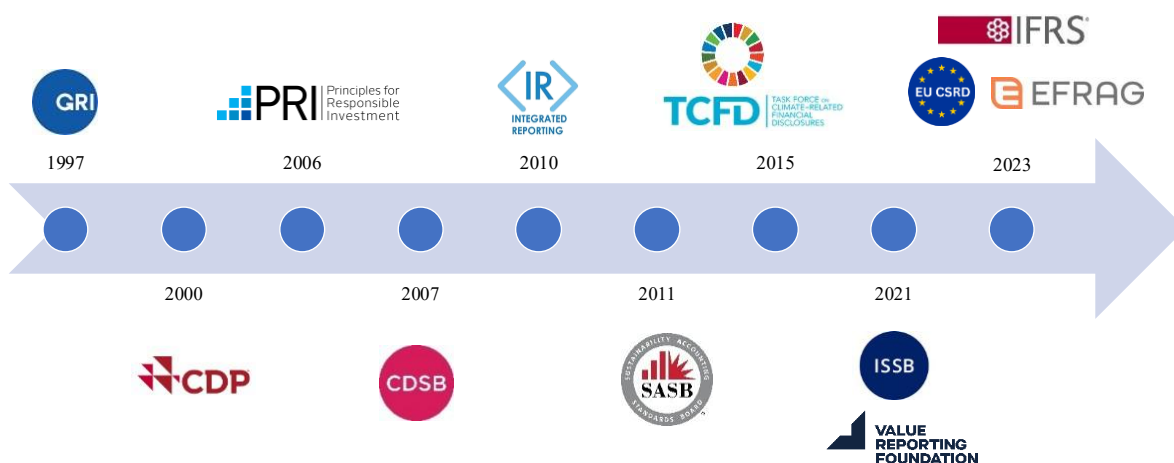 IFRS
GRI
PRI
Principles for
Responsible
Investment
IR
INTEGRATED
REPORTING
TCFD
TASK FORCE ON
CLIMATE-RELATED
FINANCIAL
DISCLOSURES
EU CSRD
EFRAG
1997
2006
2010
2015
2023
2000
2007
2011
2021
CDP
CDSB
SUSTAINABILITY ACCOUNTING
SASB
STANDARDS BOARD
ISSB
VALUE
REPORTING
FOUNDATION